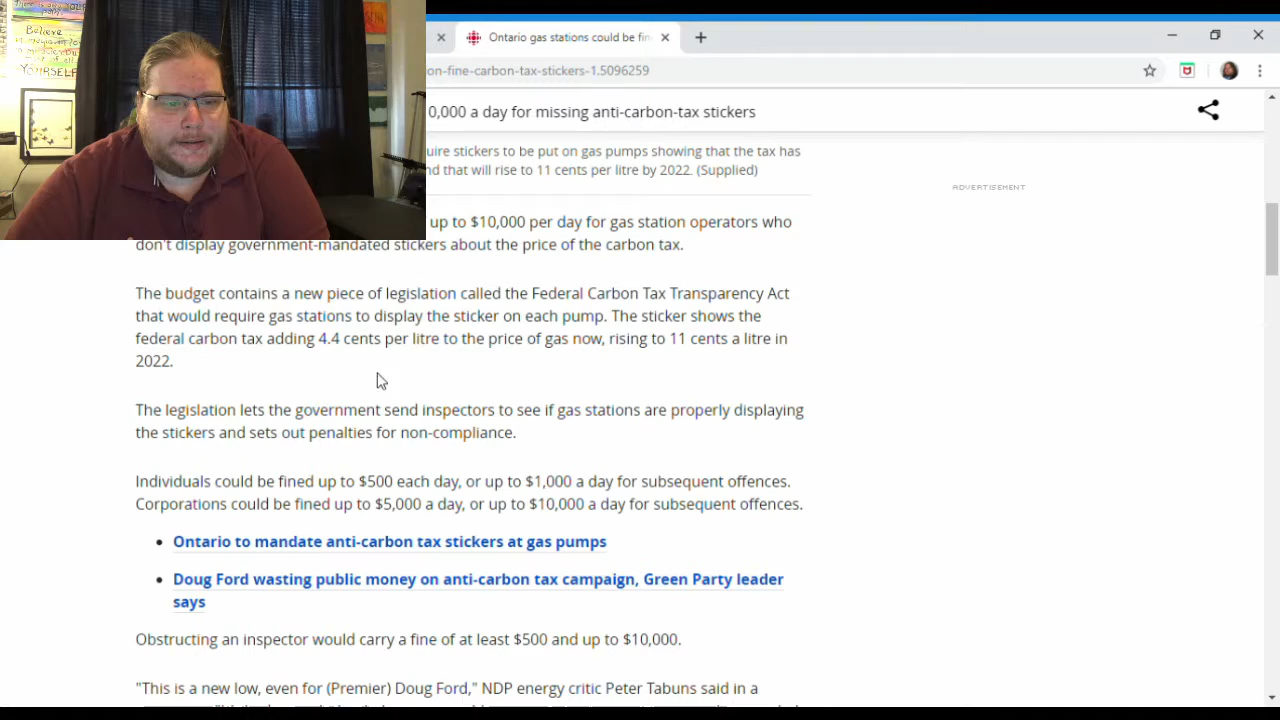 Believe
YOURSELF
Ontario gas stations could be fin
on-fine-carbon-tax-stickers-1.5096259
0,000 a day for missing anti-carbon-tax stickers
uire stickers to be put on gas pumps showing that the tax has
nd that will rise to 11 cents per litre by 2022. (Supplied)
ADVERTISEMENT
up to $10,000 per day for gas station operators who
don't display government-mandated stickers about the price of the carbon tax.
The budget contains a new piece of legislation called the Federal Carbon Tax Transparency Act
that would require gas stations to display the sticker on each pump. The sticker shows the
federal carbon tax adding 4.4 cents per litre to the price of gas now, rising to 11 cents a litre in
2022.
The legislation lets the government send inspectors to see if gas stations are properly displaying
the stickers and sets out penalties for non-compliance.
Individuals could be fined up to $500 each day, or up to $1,000 a day for subsequent offences.
Corporations could be fined up to $5,000 a day, or up to $10,000 a day for subsequent offences.
• Ontario to mandate anti-carbon tax stickers at gas pumps
• Doug Ford wasting public money on anti-carbon tax campaign, Green Party leader
says
Obstructing an inspector would carry a fine of at least $500 and up to $10,000.
"This is a new low, even for (Premier) Doug Ford," NDP energy critic Peter Tabuns said in a